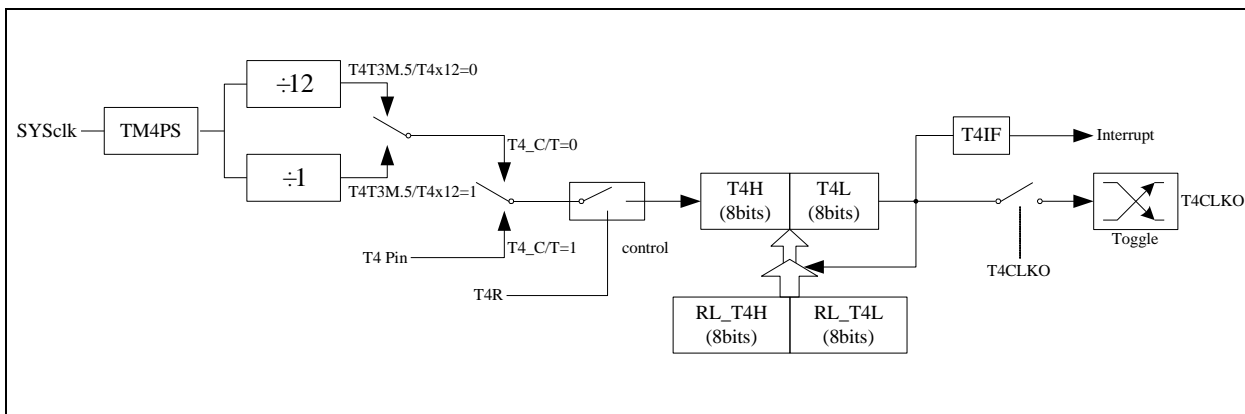 T4T3M.5/T4x12=0
÷12
SYSclk
TM4PS
T4_C/T=0
÷1
T4T3M.5/T4x12=1
T4 Pin
T4_C/T=1
T4R
control
T4H
(8bits)
T4L
(8bits)
RL_T4H
(8bits)
RL_T4L
(8bits)
T4IF
Interrupt
T4CLKO
Toggle
T4CLKO